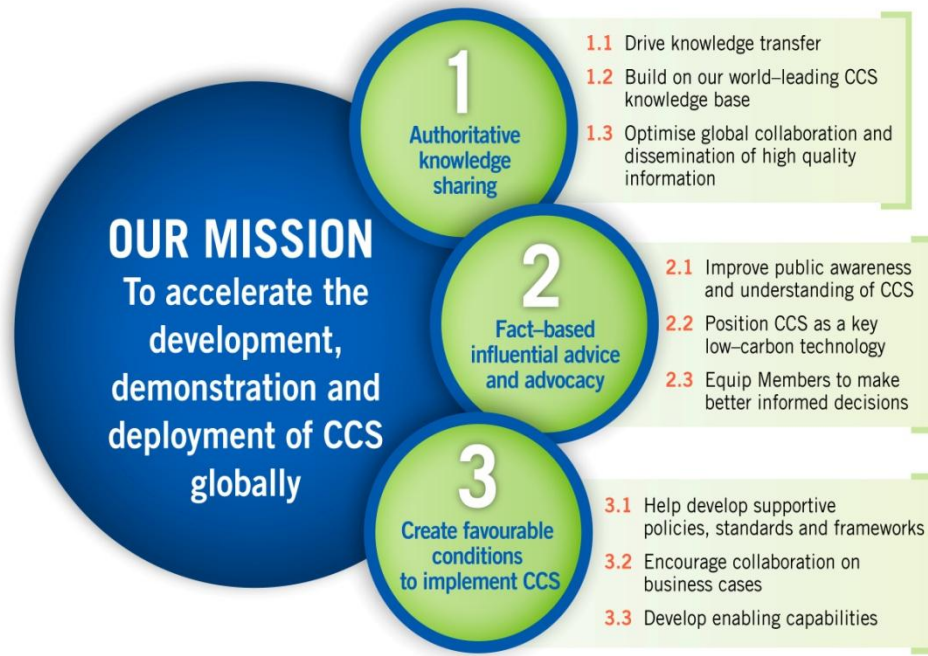 OUR MISSION
To accelerate the
development,
demonstration and
deployment of CCS
globally
1
Authoritative
knowledge
sharing
1.1 Drive knowledge transfer
1.2 Build on our world–leading CCS
knowledge base
1.3 Optimise global collaboration and
dissemination of high quality
information
2
Fact–based
influential advice
and advocacy
2.1 Improve public awareness
and understanding of CCS
2.2 Position CCS as a key
low–carbon technology
2.3 Equip Members to make
better informed decisions
3
Create favourable
conditions
to implement CCS
3.1 Help develop supportive
policies, standards and frameworks
3.2 Encourage collaboration on
business cases
3.3 Develop enabling capabilities